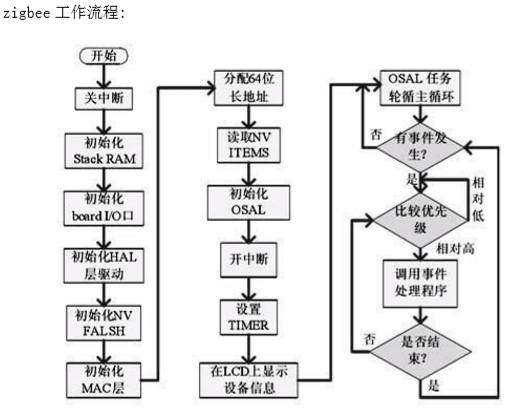 zigbee 工作流程:
开始
关中断
初始化
Stack RAM
初始化
board I/O口
初始化HAL
层驱动
初始化NV
FALSH
初始化
MAC层
分配64位
长地址
读取NV
ITEMS
初始化
OSAL
开中断
设置
TIMER
在LCD上显示
设备信息
OSAL 任务
轮循主循环
否
有事件发
生?
是
相对低
比较优先
级
相对高
调用事件
处理程序
否
是否结
束?
是